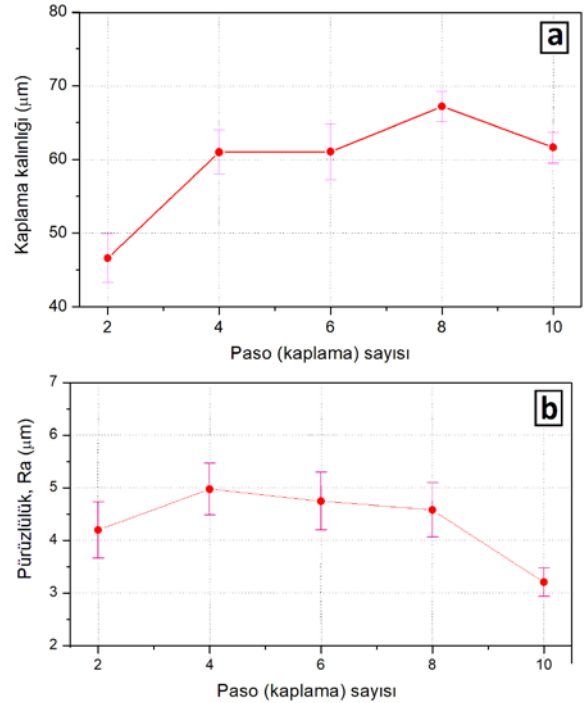 a
80
70
60
50
40
Kaplama kalınlığı (μm)
2 4 6 8 10
Paso (kaplama) sayısı
b
7
6
5
4
3
2
Pürüzlülük, Ra (μm)
2 4 6 8 10
Paso (kaplama) sayısı